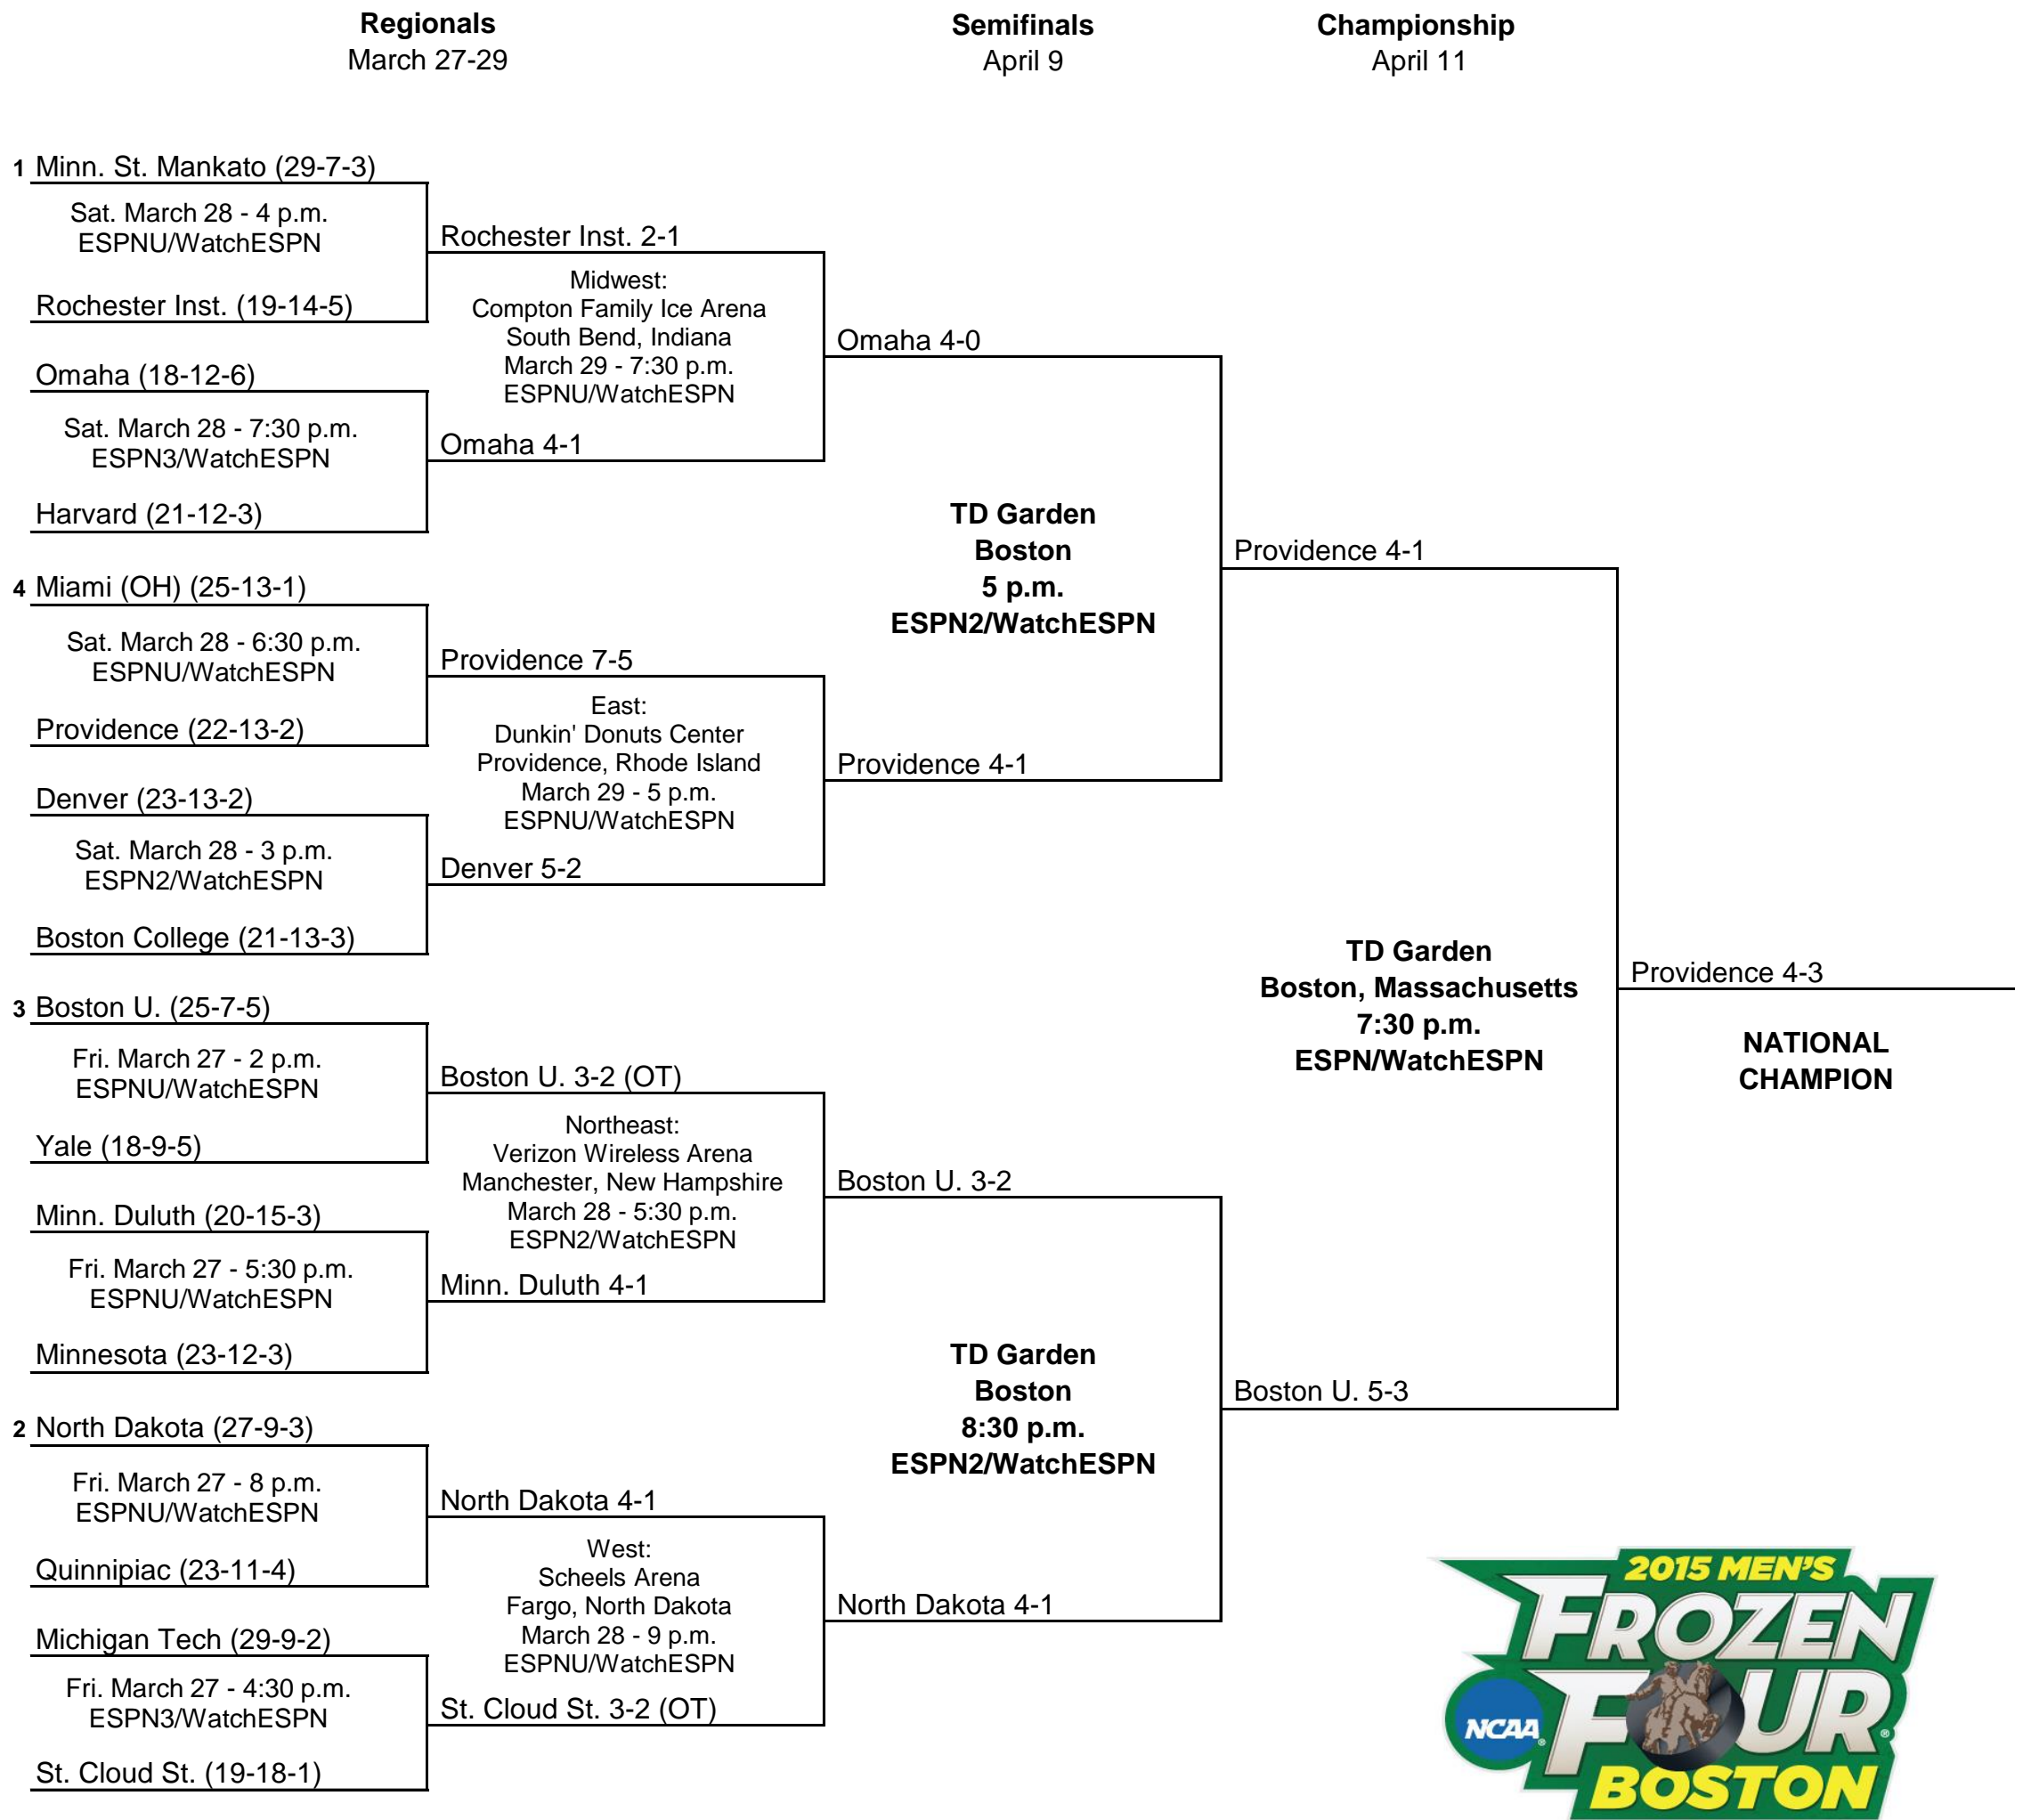 Regionals
March 27-29
Semifinals
April 9
Championship
April 11
1 Minn. St. Mankato (29-7-3)
Sat. March 28 - 4 p.m.
ESPNU/WatchESPN
Rochester Inst. (19-14-5)
Rochester Inst. 2-1
Midwest:
Compton Family Ice Arena
South Bend, Indiana
March 29 - 7:30 p.m.
ESPNU/WatchESPN
Omaha (18-12-6)
Sat. March 28 - 7:30 p.m.
ESPN3/WatchESPN
Harvard (21-12-3)
Omaha 4-1
Omaha 4-0
4 Miami (OH) (25-13-1)
Sat. March 28 - 6:30 p.m.
ESPNU/WatchESPN
Providence (22-13-2)
Providence 7-5
East:
Dunkin' Donuts Center
Providence, Rhode Island
March 29 - 5 p.m.
ESPNU/WatchESPN
Denver (23-13-2)
Sat. March 28 - 3 p.m.
ESPN2/WatchESPN
Boston College (21-13-3)
Denver 5-2
Providence 4-1
TD Garden
Boston
5 p.m.
ESPN2/WatchESPN
Providence 4-1
3 Boston U. (25-7-5)
Fri. March 27 - 2 p.m.
ESPNU/WatchESPN
Yale (18-9-5)
Boston U. 3-2 (OT)
Northeast:
Verizon Wireless Arena
Manchester, New Hampshire
March 28 - 5:30 p.m.
ESPN2/WatchESPN
Minn. Duluth (20-15-3)
Fri. March 27 - 5:30 p.m.
ESPNU/WatchESPN
Minnesota (23-12-3)
Minn. Duluth 4-1
Boston U. 3-2
2 North Dakota (27-9-3)
Fri. March 27 - 8 p.m.
ESPNU/WatchESPN
Quinnipiac (23-11-4)
North Dakota 4-1
West:
Scheels Arena
Fargo, North Dakota
March 28 - 9 p.m.
ESPNU/WatchESPN
Michigan Tech (29-9-2)
Fri. March 27 - 4:30 p.m.
ESPN3/WatchESPN
St. Cloud St. (19-18-1)
St. Cloud St. 3-2 (OT)
North Dakota 4-1
TD Garden
Boston
8:30 p.m.
ESPN2/WatchESPN
Boston U. 5-3
TD Garden
Boston, Massachusetts
7:30 p.m.
ESPN/WatchESPN
Providence 4-3
NATIONAL
CHAMPION
2015 MEN'S
FROZEN
FOUR®
NCAA®
BOSTON